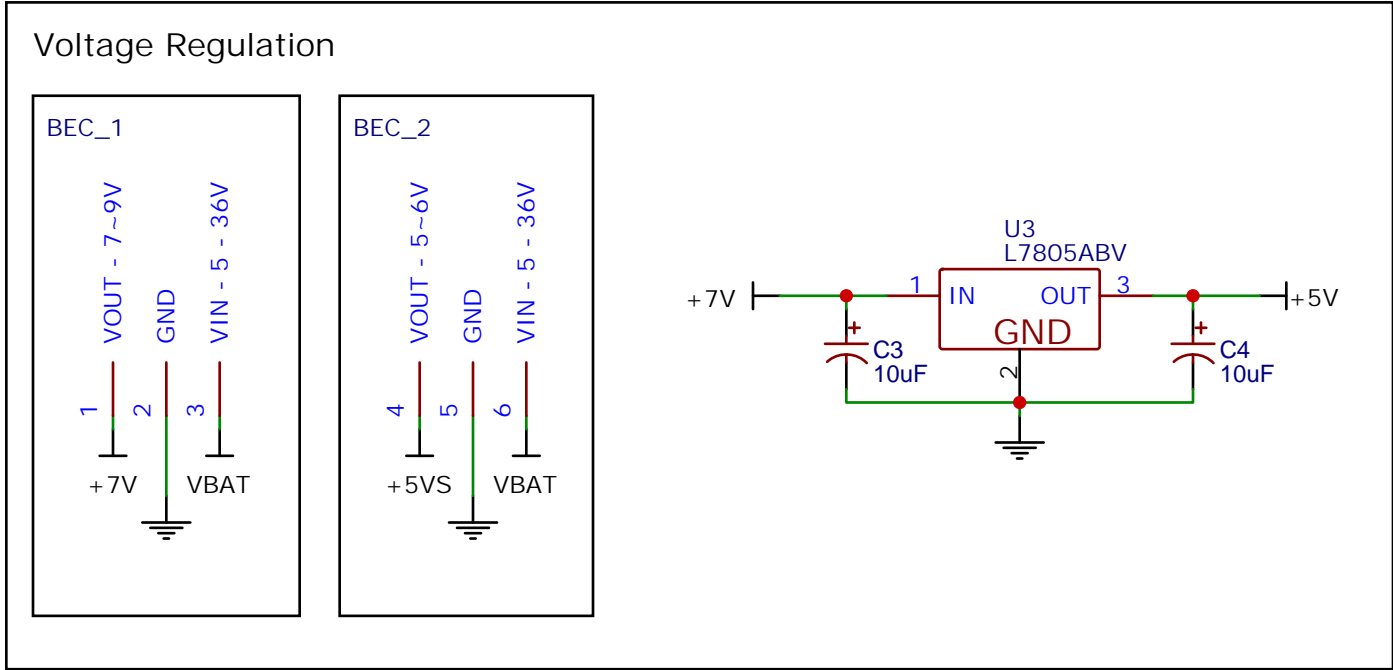 Voltage Regulation
BEC_1
VOUT - 7~9V
GND
VIN - 5 - 36V
1
2
3
+7V
VBAT
BEC_2
VOUT - 5~6V
GND
VIN - 5 - 36V
4
5
6
+5VS
VBAT
U3
L7805ABV
+7V
1
IN
OUT
3
+5V
GND
2
+
C3
10uF
+
C4
10uF